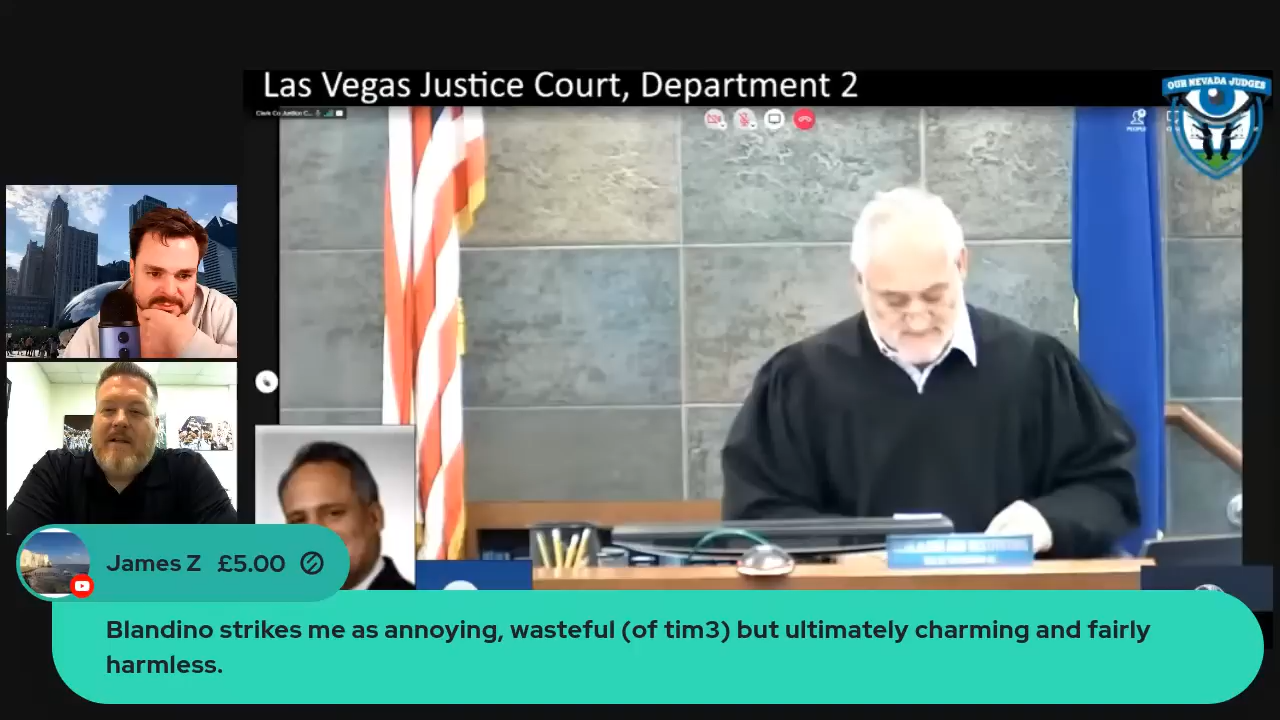 Las Vegas Justice Court, Department 2
OUR NEVADA JUDGES
PEOPLE
James Z £5.00
Blandino strikes me as annoying, wasteful (of tim3) but ultimately charming and fairly
harmless.